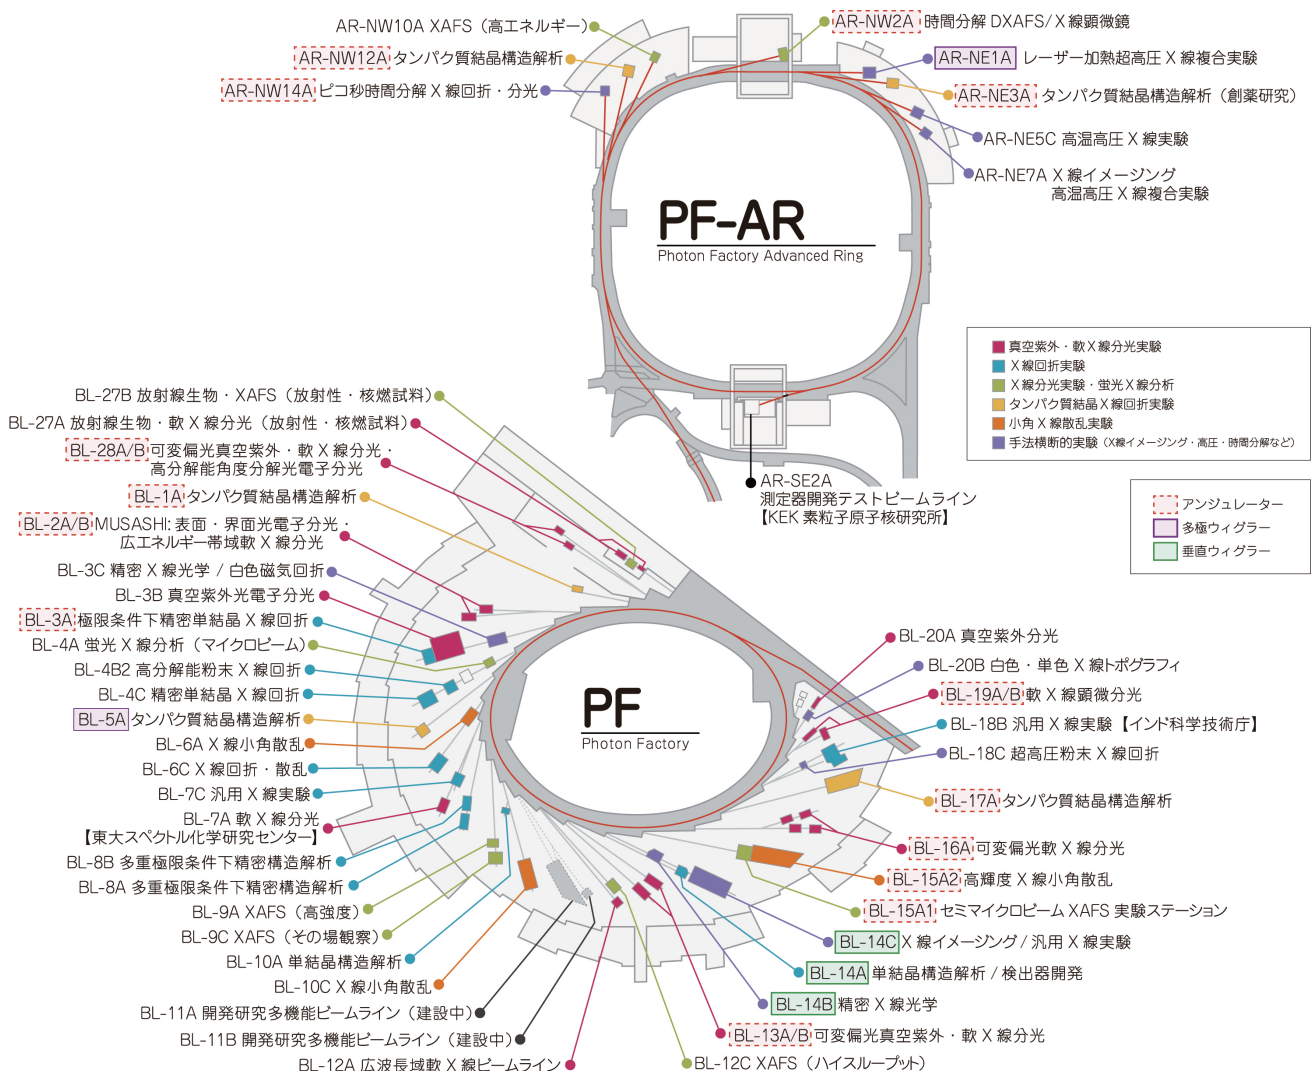 AR-NW10A XAFS（高エネルギー）
AR-NW12A タンパク質結晶構造解析
AR-NW14A ピコ秒時間分解 X 線回折・分光
AR-NW2A 時間分解 DXAFS/X 線顕微鏡
AR-NE1A レーザー加熱超高圧 X 線複合実験
AR-NE3A タンパク質結晶構造解析（創薬研究）
AR-NE5C 高温高圧 X 線実験
AR-NE7A X 線イメージング
高温高圧 X 線複合実験
PF-AR
Photon Factory Advanced Ring
真空紫外・軟X線分光実験
X線回折実験
X線分光実験・蛍光X線分析
タンパク質結晶X線回折実験
小角X線散乱実験
手法横断的実験（X線イメージング・高圧・時間分解など）
アンジュレーター
多極ウィグラー
垂直ウィグラー
AR-SE2A
測定器開発テストビームライン
【KEK 素粒子原子核研究所】
BL-27B 放射線生物・XAFS（放射性・核燃試料）
BL-27A 放射線生物・軟 X 線分光（放射性・核燃試料）
BL-28A/B 可変偏光真空紫外・軟 X 線分光・
高分解能角度分解光電子分光
BL-1A タンパク質結晶構造解析
BL-2A/B MUSASHI: 表面・界面光電子分光・
広エネルギー帯域軟 X 線分光
BL-3C 精密 X 線光学 / 白色磁気回折
BL-3B 真空紫外光電子分光
BL-3A 極限条件下精密単結晶 X 線回折
BL-4A 蛍光 X 線分析（マイクロビーム）
BL-4B2 高分解能粉末 X 線回折
BL-4C 精密単結晶 X 線回折
BL-5A タンパク質結晶構造解析
BL-6A X 線小角散乱
BL-6C X 線回折・散乱
BL-7C 汎用 X 線実験
BL-7A 軟 X 線分光
【東大スペクトル化学研究センター】
BL-8B 多重極限条件下精密構造解析
BL-8A 多重極限条件下精密構造解析
BL-9A XAFS（高強度）
BL-9C XAFS（その場観察）
BL-10A 単結晶構造解析
BL-10C X 線小角散乱
BL-11A 開発研究多機能ビームライン（建設中）
BL-11B 開発研究多機能ビームライン（建設中）
BL-12A 広波長域軟 X 線ビームライン
PF
Photon Factory
BL-20A 真空紫外分光
BL-20B 白色・単色 X 線トポグラフィ
BL-19A/B 軟 X 線顕微分光
BL-18B 汎用 X 線実験【インド科学技術庁】
BL-18C 超高圧粉末 X 線回折
BL-17A タンパク質結晶構造解析
BL-16A 可変偏光軟 X 線分光
BL-15A2 高輝度 X 線小角散乱
BL-15A1 セミマイクロビーム XAFS 実験ステーション
BL-14C X 線イメージング / 汎用 X 線実験
BL-14A 単結晶構造解析 / 検出器開発
BL-14B 精密 X 線光学
BL-13A/B 可変偏光真空紫外・軟 X 線分光
BL-12C XAFS（ハイスループット）